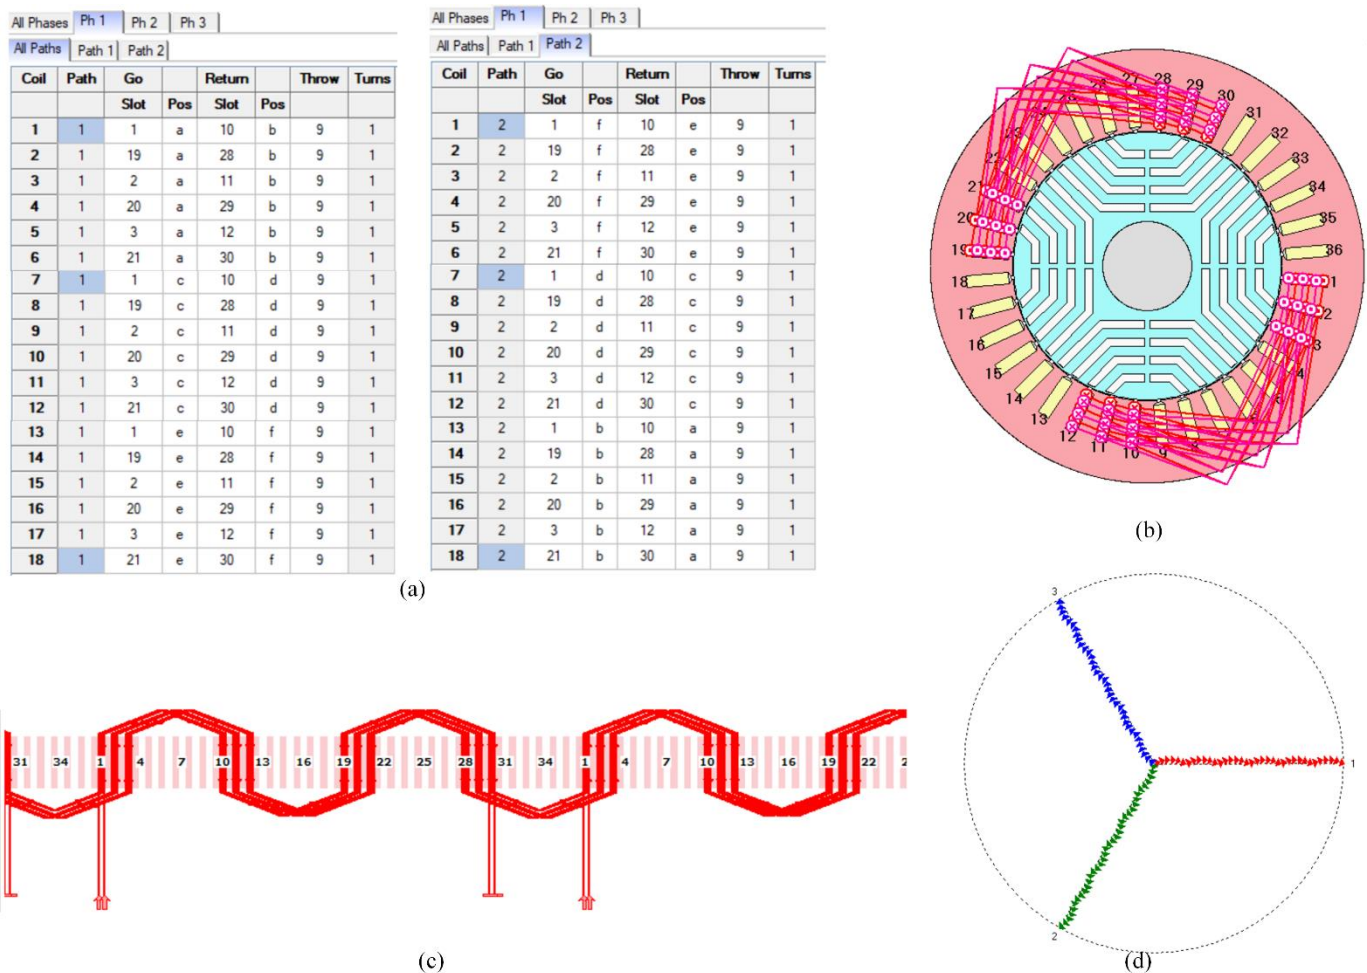 All Phases Ph 1 Ph 2 Ph 3
All Paths Path 1 Path 2
Coil Path Go Return Throw Turns
Slot Pos Slot Pos
1 1 1 a 10 b 9 1
2 1 19 a 28 b 9 1
3 1 2 a 11 b 9 1
4 1 20 a 29 b 9 1
5 1 3 a 12 b 9 1
6 1 21 a 30 b 9 1
7 1 1 c 10 d 9 1
8 1 19 c 28 d 9 1
9 1 2 c 11 d 9 1
10 1 20 c 29 d 9 1
11 1 3 c 12 d 9 1
12 1 21 c 30 d 9 1
13 1 1 e 10 f 9 1
14 1 19 e 28 f 9 1
15 1 2 e 11 f 9 1
16 1 20 e 29 f 9 1
17 1 3 e 12 f 9 1
18 1 21 e 30 f 9 1
All Phases Ph 1 Ph 2 Ph 3
All Paths Path 1 Path 2
Coil Path Go Return Throw Turns
Slot Pos Slot Pos
1 2 1 f 10 e 9 1
2 2 19 f 28 e 9 1
3 2 2 f 11 e 9 1
4 2 20 f 29 e 9 1
5 2 3 f 12 e 9 1
6 2 21 f 30 e 9 1
7 2 1 d 10 c 9 1
8 2 19 d 28 c 9 1
9 2 2 d 11 c 9 1
10 2 20 d 29 c 9 1
11 2 3 d 12 c 9 1
12 2 21 d 30 c 9 1
13 2 1 b 10 a 9 1
14 2 19 b 28 a 9 1
15 2 2 b 11 a 9 1
16 2 20 b 29 a 9 1
17 2 3 b 12 a 9 1
18 2 21 b 30 a 9 1
(a)
27
28
29
30
31
32
33
34
35
36
1
2
3
4
9
10
11
12
13
14
15
16
17
18
19
20
21
22
(b)
31 34 1 4 7 10 13 16 19 22 25 28 31 34 1 4 7 10 13 16 19 22
(c)
3
1
2
(d)